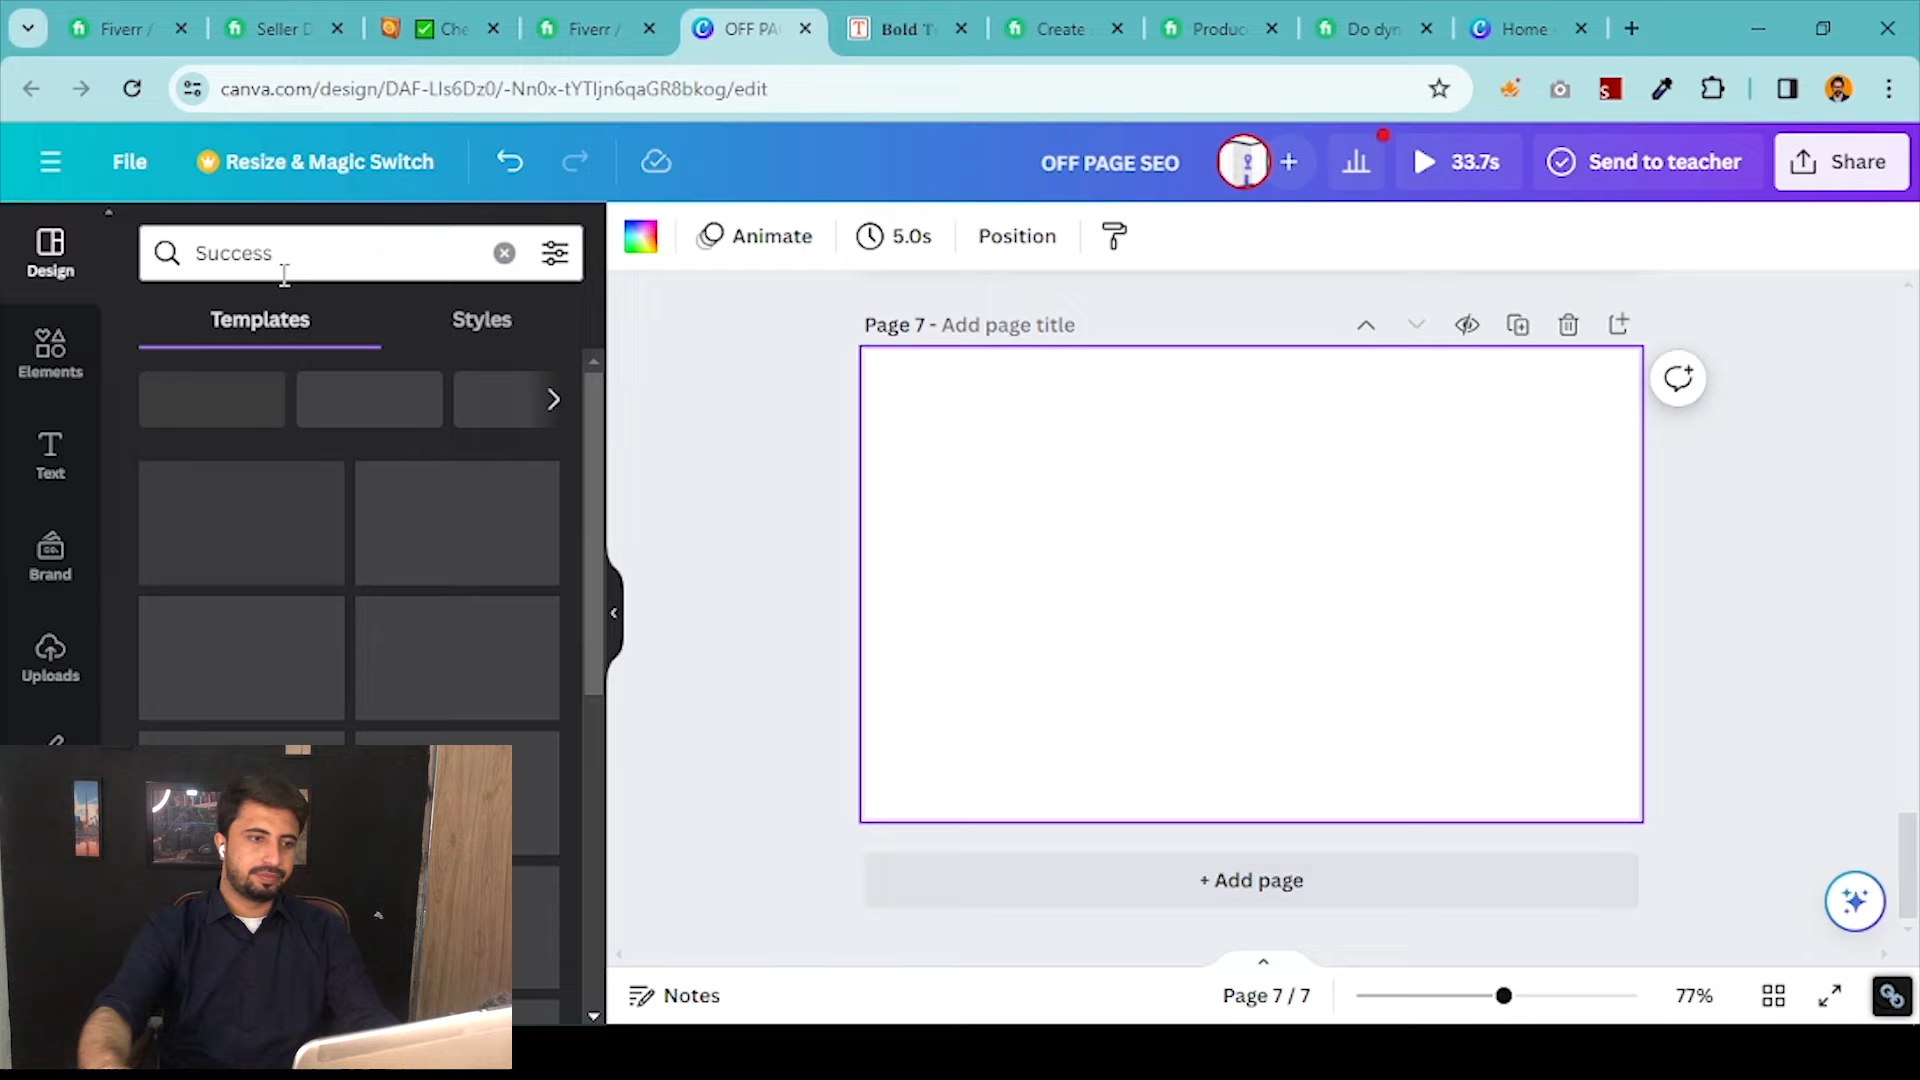 Fiverr /
Seller D
Che
Fiverr /
OFF PA
Bold T
Create
Produc
Do dyn
Home
canva.com/design/DAF-Lls6Dz0/-Nn0x-tYTljn6qaGR8bkog/edit
File
Resize & Magic Switch
OFF PAGE SEO
33.7s
Send to teacher
Share
Design
Success
Animate
5.0s
Position
Templates
Styles
Page 7 - Add page title
Elements
Text
Brand
Uploads
+ Add page
Notes
Page 7 / 7
77%